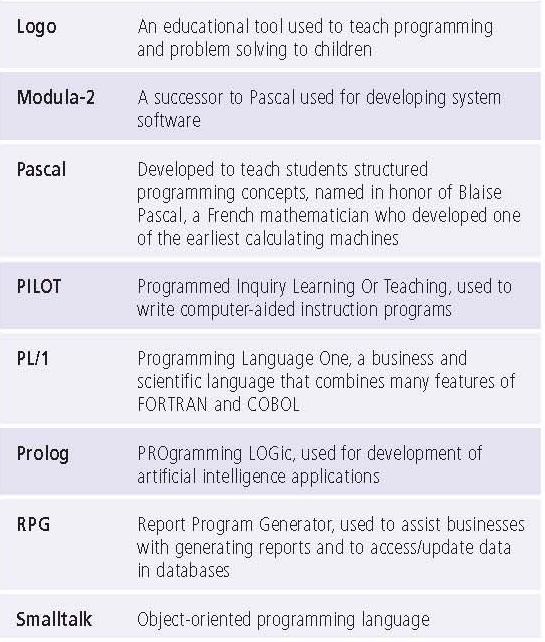 Logo An educational tool used to teach programming
and problem solving to children
Modula-2 A successor to Pascal used for developing system
software
Pascal Developed to teach students structured
programming concepts, named in honor of Blaise
Pascal, a French mathematician who developed one
of the earliest calculating machines
PILOT Programmed Inquiry Learning Or Teaching, used to
write computer-aided instruction programs
PL/1 Programming Language One, a business and
scientific language that combines many features of
FORTRAN and COBOL
Prolog PROgramming LOGic, used for development of
artificial intelligence applications
RPG Report Program Generator, used to assist businesses
with generating reports and to access/update data
in databases
Smalltalk Object-oriented programming language